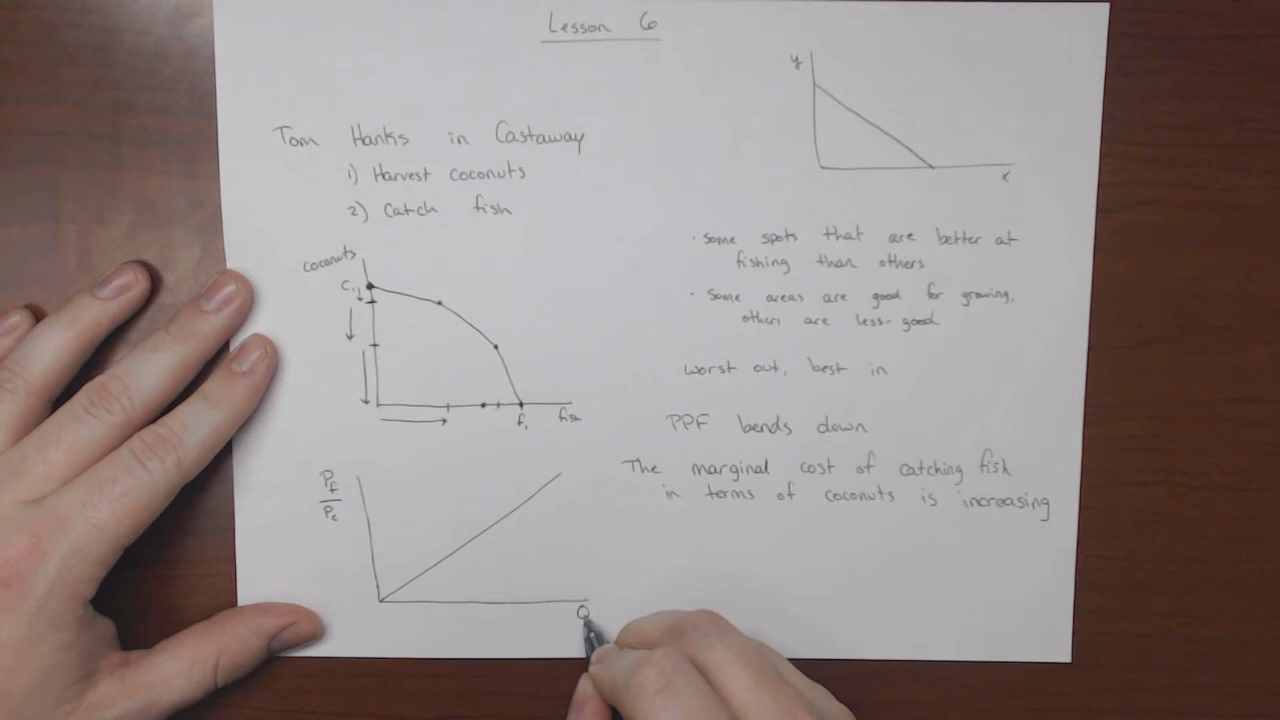 Lesson 6
y
x
Tom Hanks in Castaway
1) Harvest coconuts
2) Catch fish
coconuts
C₁
f₁
fish
• some spots that are better at
fishing than others
• Some areas are good for growing,
others are less-good
worst out, best in
PPF bends down
The marginal cost of catching fish
in terms of coconuts is increasing
Pf
Pc
Q